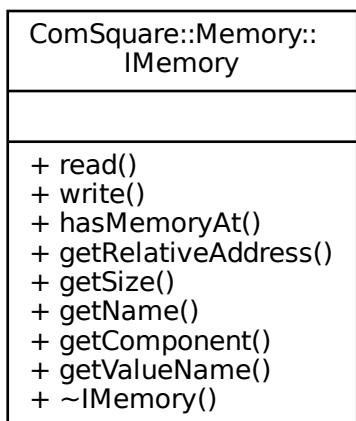 ComSquare::Memory::
IMemory
+ read()
+ write()
+ hasMemoryAt()
+ getRelativeAddress()
+ getSize()
+ getName()
+ getComponent()
+ getValueName()
+ ~IMemory()